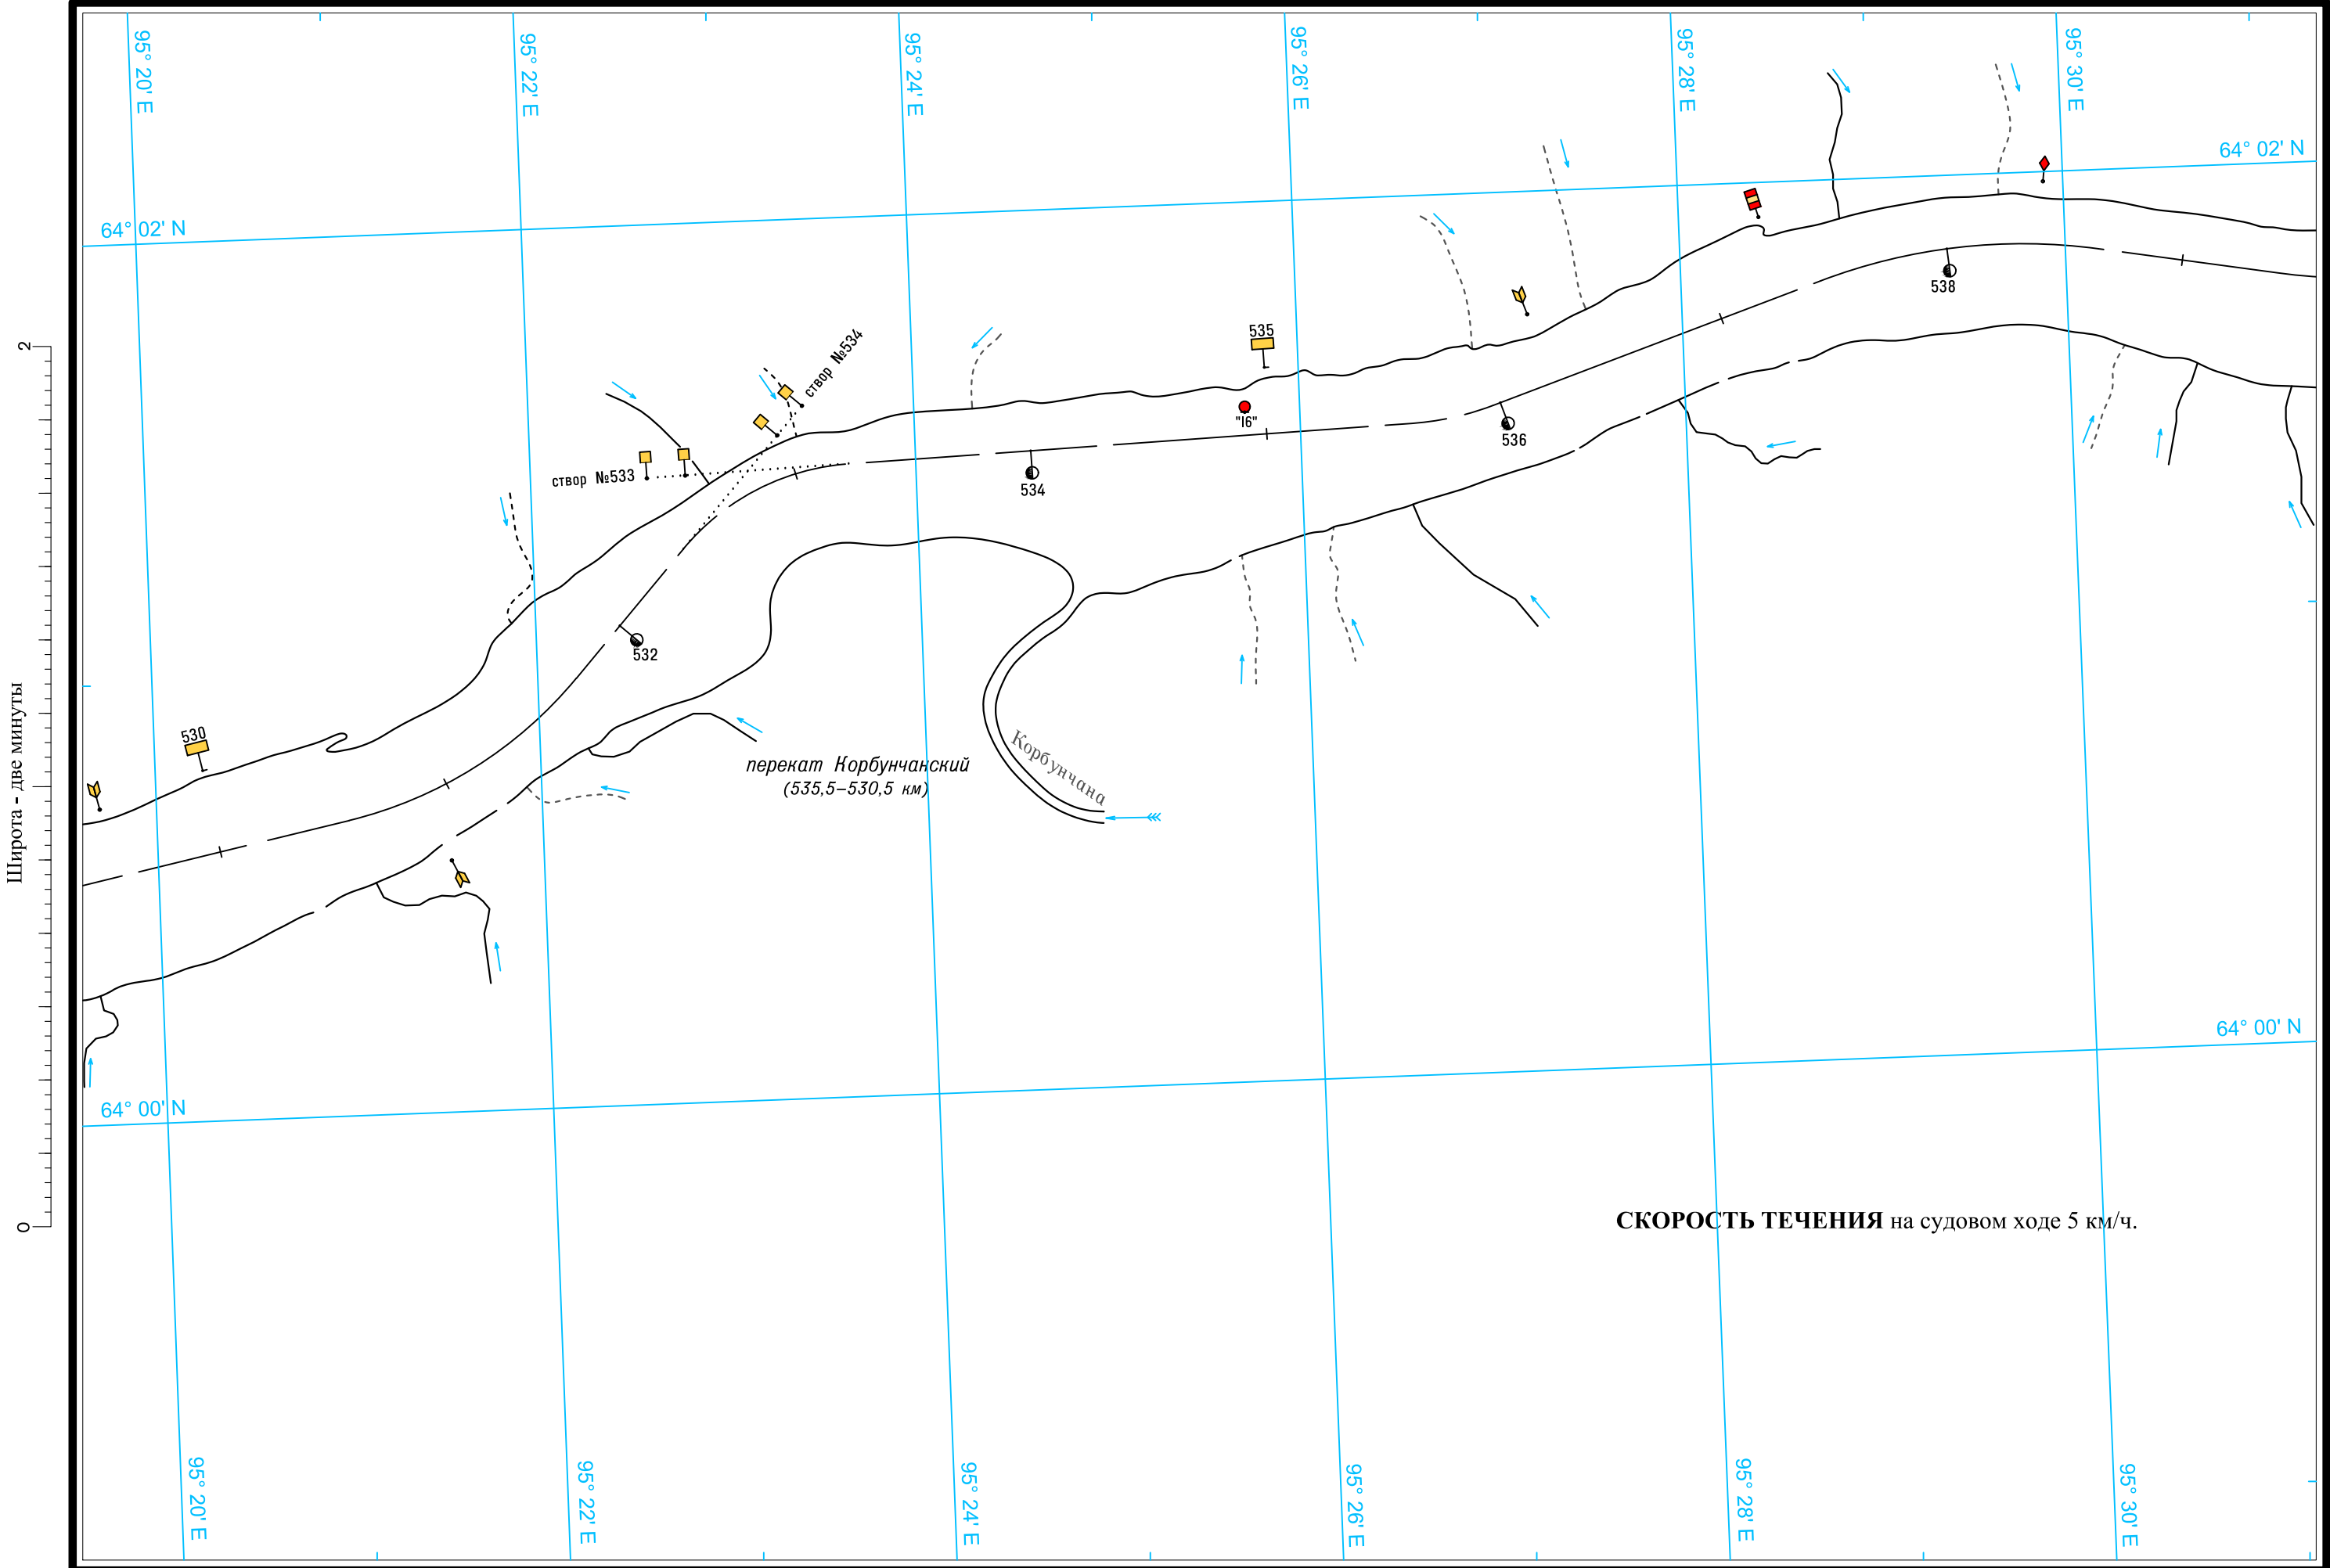 95° 20' E
95° 22' E
95° 24' E
95° 26' E
95° 28' E
95° 30' E
64° 02' N
64° 02' N
538
535
"16"
створ №534
536
2
створ №533
534
532
530
Корбунчана
перекат Корбунчанский
(535,5–530,5 км)
Широта - две минуты
64° 00' N
64° 00' N
0
СКОРОСТЬ ТЕЧЕНИЯ на судовом ходе 5 км/ч.
95° 20' E
95° 22' E
95° 24' E
95° 26' E
95° 28' E
95° 30' E